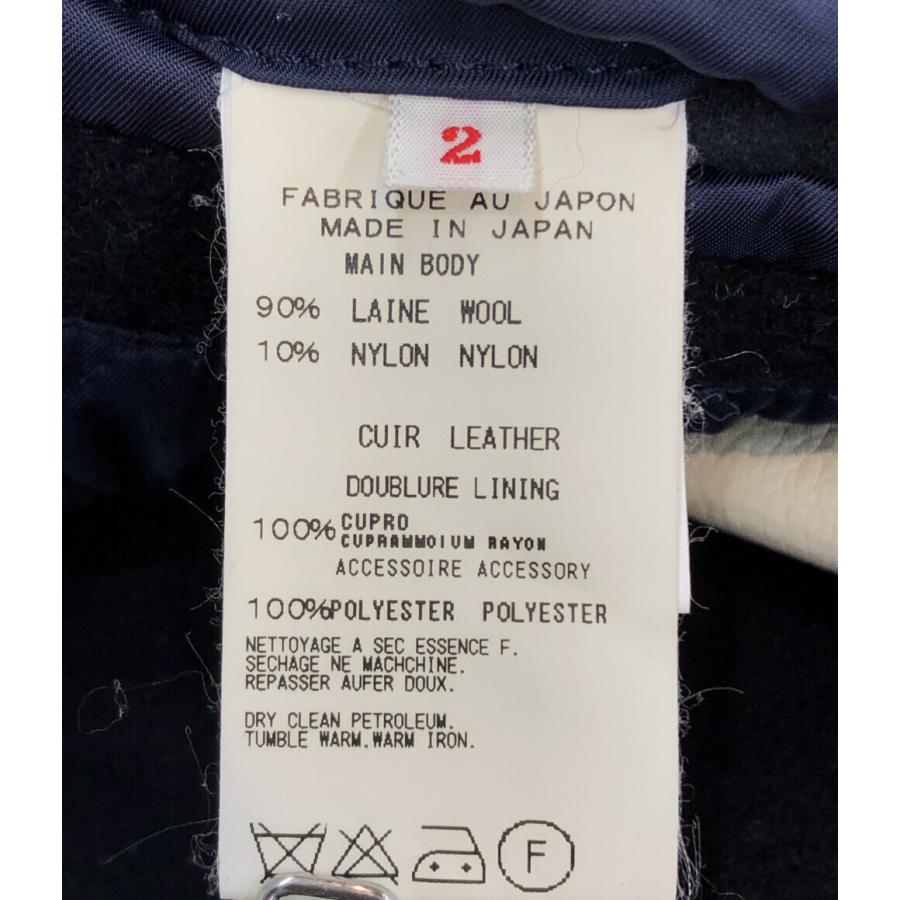 2
FABRIQUE AU JAPON
MADE IN JAPAN
MAIN BODY
90% LAINE WOOL
10% NYLON NYLON
CUIR LEATHER
DOUBLURE LINING
100% CUPRO
CUPRAMMOIUM RAYON
ACCESSOIRE ACCESSORY
100%POLYESTER POLYESTER
NETTOYAGE A SEC ESSENCE F.
SECHAGE NE MACHCHINE.
REPASSER AUFER DOUX.
DRY CLEAN PETROLEUM.
TUMBLE WARM.WARM IRON.
F